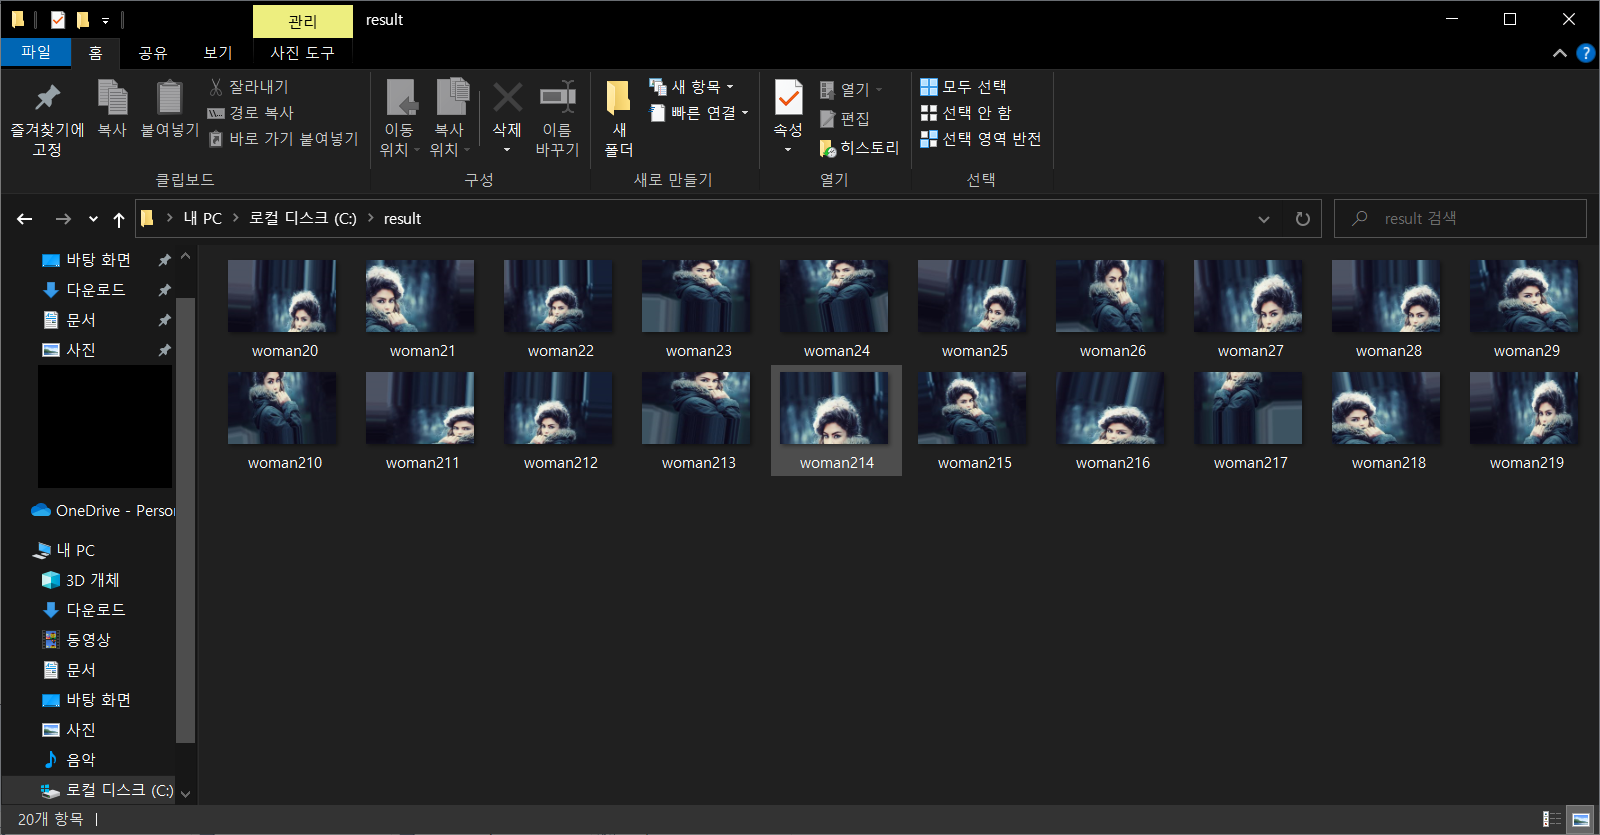 관리
result
파일
홈
공유
보기
사진 도구
즐겨찾기에
고정
복사
붙여넣기
잘라내기
경로 복사
바로 가기 붙여넣기
클립보드
이동
위치
복사
위치
삭제
이름
바꾸기
구성
새
폴더
새 항목
빠른 연결
새로 만들기
속성
열기
편집
히스토리
열기
모두 선택
선택 안 함
선택 영역 반전
선택
내 PC
로컬 디스크 (C:)
result
result 검색
바탕 화면
다운로드
문서
사진
OneDrive - Person
내 PC
3D 개체
다운로드
동영상
문서
바탕 화면
사진
음악
로컬 디스크 (C:)
woman20
woman21
woman22
woman23
woman24
woman25
woman26
woman27
woman28
woman29
woman210
woman211
woman212
woman213
woman214
woman215
woman216
woman217
woman218
woman219
20개 항목